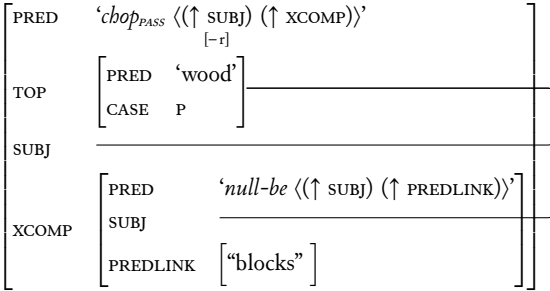 PRED ‘chop_PASS ⟨(↑ SUBJ) (↑ XCOMP)⟩’
[–r]
PRED ‘wood’
TOP
CASE P
SUBJ
PRED ‘null-be ⟨(↑ SUBJ) (↑ PREDLINK)⟩’
SUBJ
XCOMP
PREDLINK [“blocks” ]